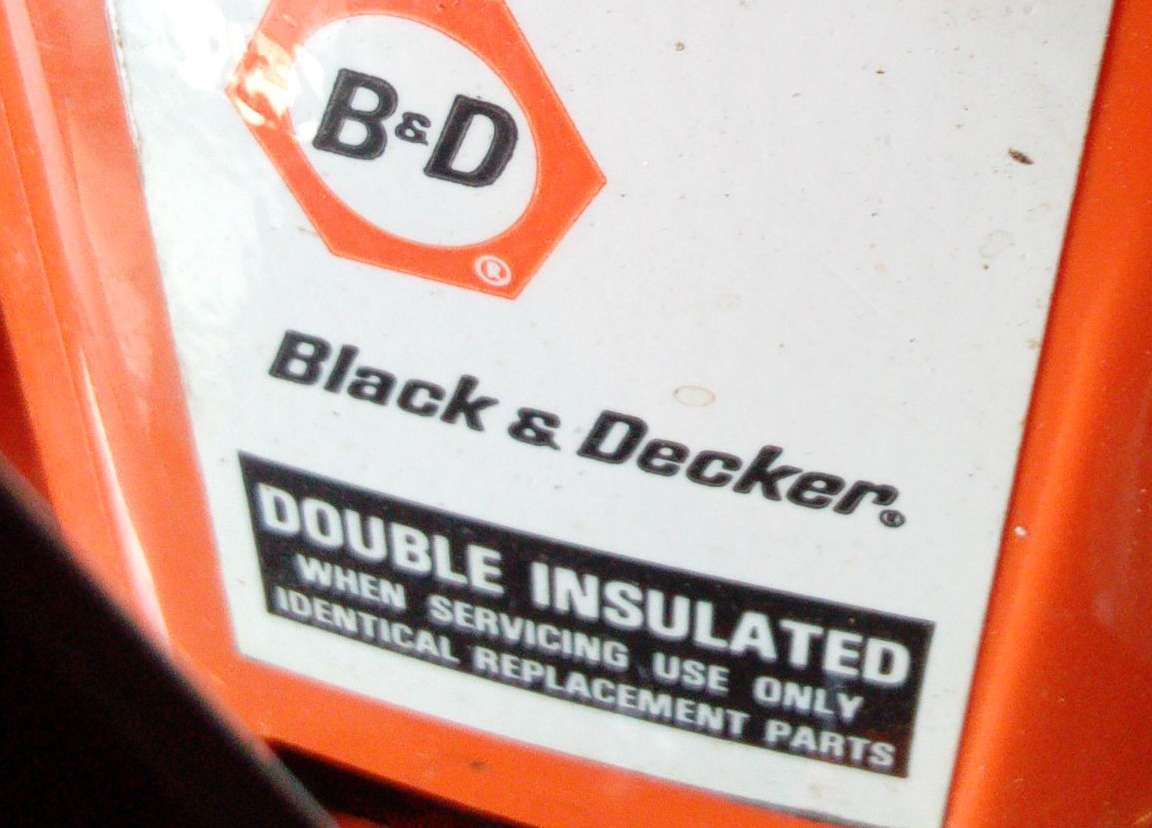 B&D
®
Black & Decker®
DOUBLE INSULATED
WHEN SERVICING USE ONLY
IDENTICAL REPLACEMENT PARTS